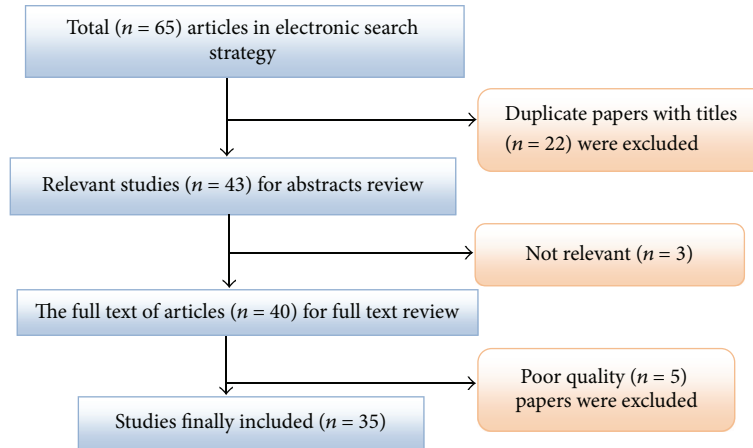 Total (n = 65) articles in electronic search
strategy
Duplicate papers with titles
(n = 22) were excluded
Relevant studies (n = 43) for abstracts review
Not relevant (n = 3)
The full text of articles (n = 40) for full text review
Poor quality (n = 5)
papers were excluded
Studies finally included (n = 35)